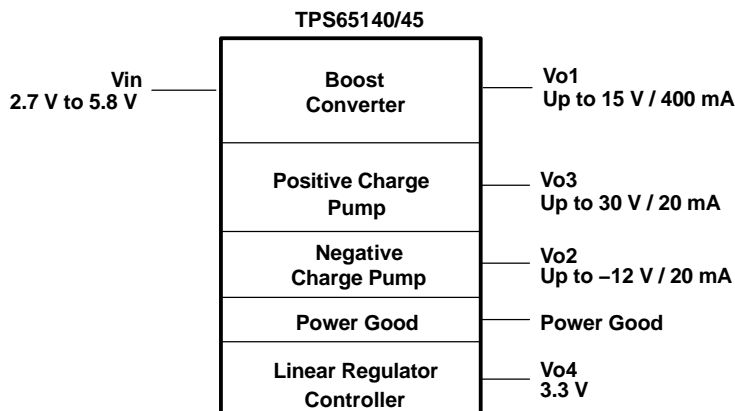 TPS65140/45
Vin
2.7 V to 5.8 V
Boost
Converter
Vo1
Up to 15 V / 400 mA
Positive Charge
Pump
Vo3
Up to 30 V / 20 mA
Negative
Charge Pump
Vo2
Up to –12 V / 20 mA
Power Good
Power Good
Linear Regulator
Controller
Vo4
3.3 V